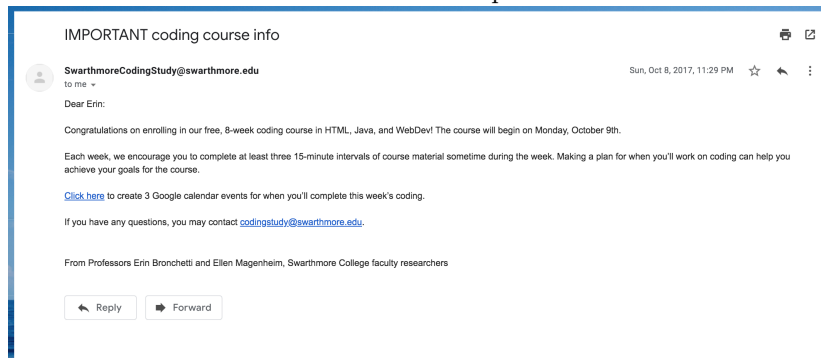 IMPORTANT coding course info
SwarthmoreCodingStudy@swarthmore.edu
Sun, Oct 8, 2017, 11:29 PM
to me
Dear Erin:
Congratulations on enrolling in our free, 8-week coding course in HTML, Java, and WebDev! The course will begin on Monday, October 9th.
Each week, we encourage you to complete at least three 15-minute intervals of course material sometime during the week. Making a plan for when you'll work on coding can help you
achieve your goals for the course.
Click here to create 3 Google calendar events for when you'll complete this week's coding.
If you have any questions, you may contact codingstudy@swarthmore.edu.
From Professors Erin Bronchetti and Ellen Magenheim, Swarthmore College faculty researchers
Reply
Forward